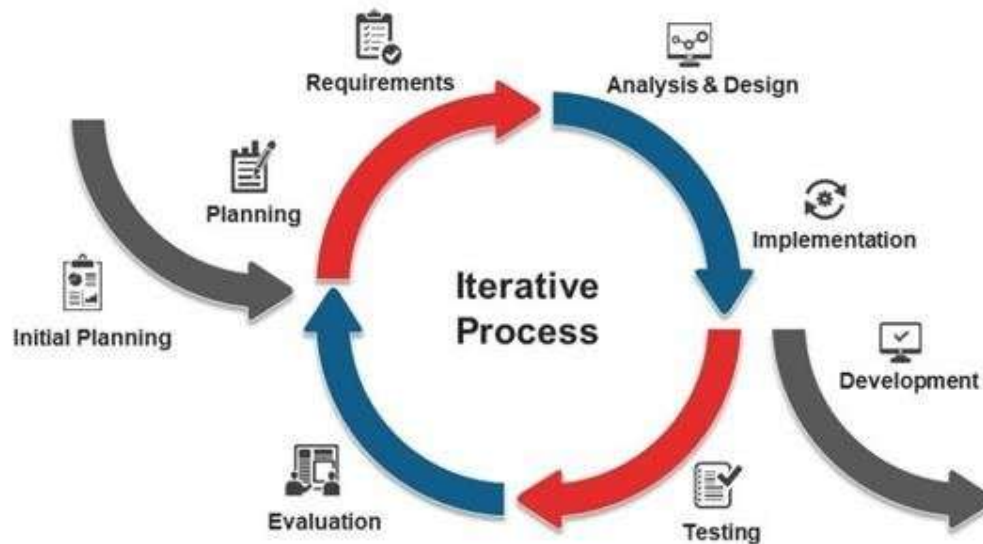 Requirements
Analysis & Design
Planning
Implementation
Iterative
Process
Initial Planning
Development
Evaluation
Testing